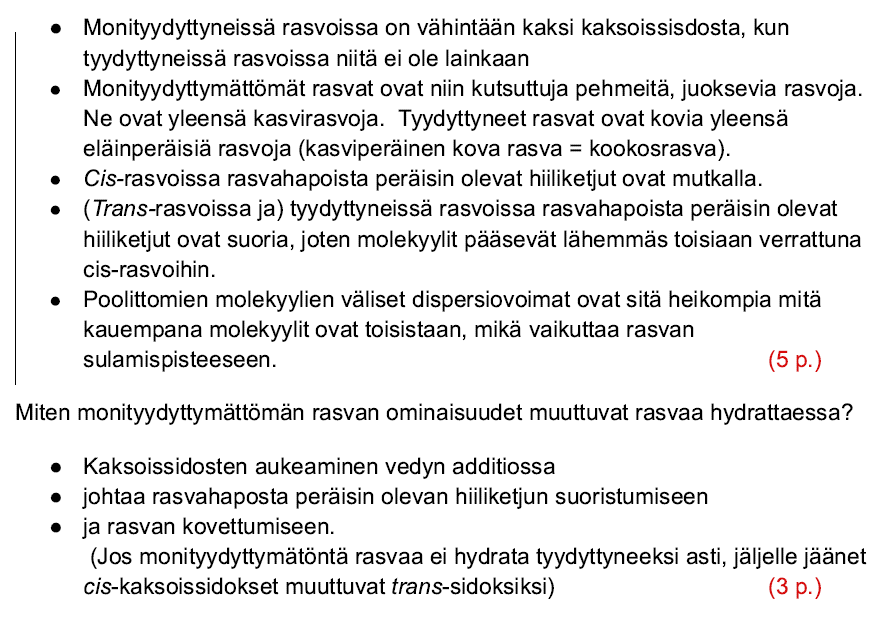 ● Monityydyttyneissä rasvoissa on vähintään kaksi kaksoissisdosta, kun
tyydyttyneissä rasvoissa niitä ei ole lainkaan
● Monityydyttymättömät rasvat ovat niin kutsuttuja pehmeitä, juoksevia rasvoja.
Ne ovat yleensä kasvirasvoja. Tyydyttyneet rasvat ovat kovia yleensä
eläinperäisiä rasvoja (kasviperäinen kova rasva = kookosrasva).
● Cis-rasvoissa rasvahapoista peräisin olevat hiiliketjut ovat mutkalla.
● (Trans-rasvoissa ja) tyydyttyneissä rasvoissa rasvahapoista peräisin olevat
hiiliketjut ovat suoria, joten molekyylit pääsevät lähemmäs toisiaan verrattuna
cis-rasvoihin.
● Poolittomien molekyylien väliset dispersiovoimat ovat sitä heikompia mitä
kauempana molekyylit ovat toisistaan, mikä vaikuttaa rasvan
sulamispisteeseen. (5 p.)
Miten monityydyttymättömän rasvan ominaisuudet muuttuvat rasvaa hydrattaessa?
● Kaksoissidosten aukeaminen vedyn additiossa
● johtaa rasvahaposta peräisin olevan hiiliketjun suoristumiseen
● ja rasvan kovettumiseen.
(Jos monityydyttymätöntä rasvaa ei hydrata tyydyttyneeksi asti, jäljelle jäänet
cis-kaksoissidokset muuttuvat trans-sidoksiksi) (3 p.)